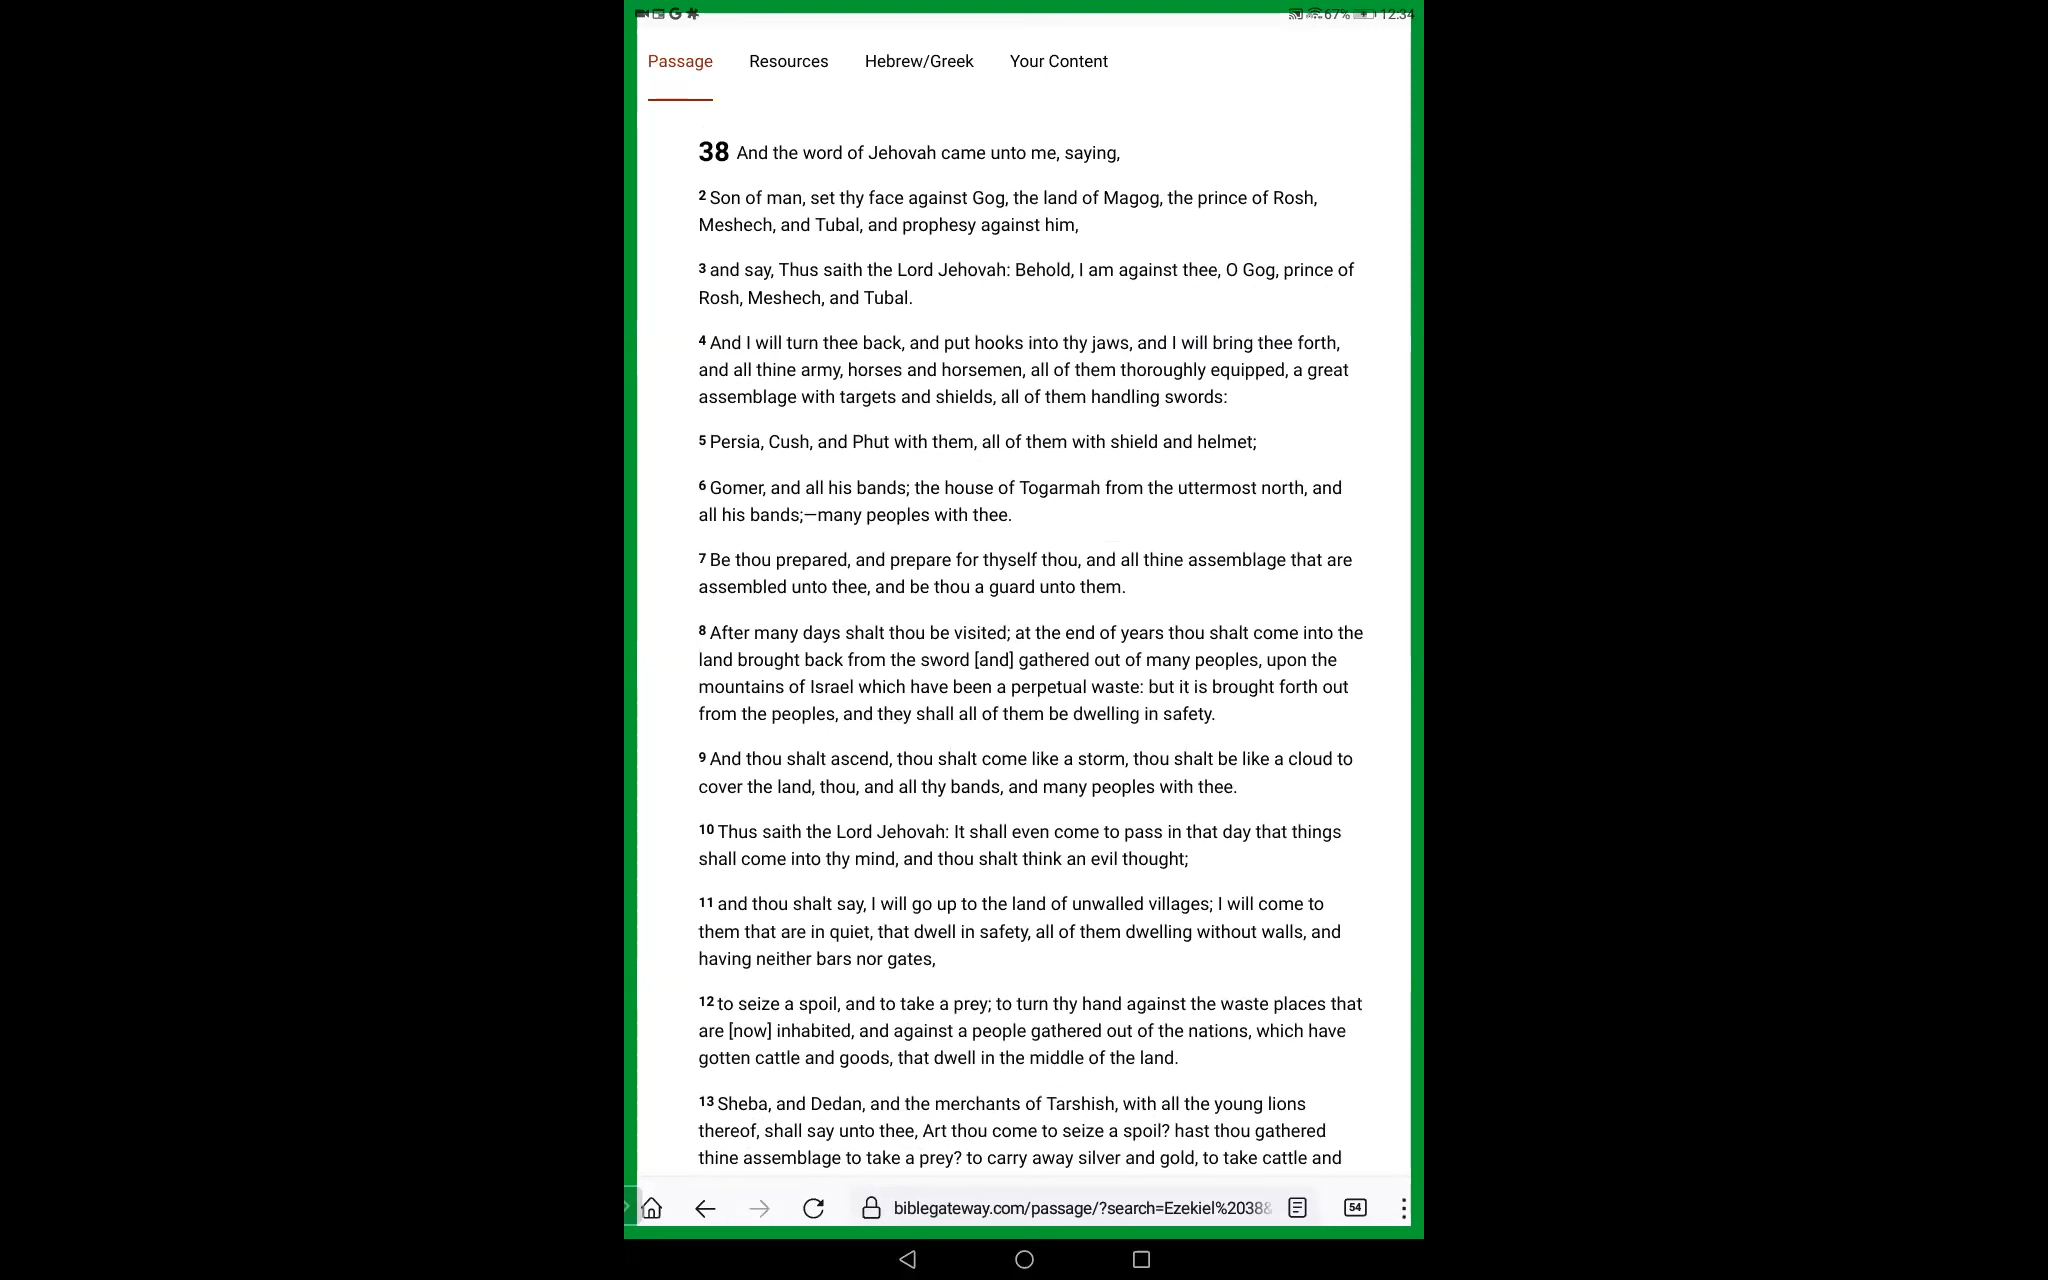 67% 12:34
Passage Resources Hebrew/Greek Your Content
38 And the word of Jehovah came unto me, saying,
2 Son of man, set thy face against Gog, the land of Magog, the prince of Rosh,
Meshech, and Tubal, and prophesy against him,
3 and say, Thus saith the Lord Jehovah: Behold, I am against thee, O Gog, prince of
Rosh, Meshech, and Tubal.
4 And I will turn thee back, and put hooks into thy jaws, and I will bring thee forth,
and all thine army, horses and horsemen, all of them thoroughly equipped, a great
assemblage with targets and shields, all of them handling swords:
5 Persia, Cush, and Phut with them, all of them with shield and helmet;
6 Gomer, and all his bands; the house of Togarmah from the uttermost north, and
all his bands;—many peoples with thee.
7 Be thou prepared, and prepare for thyself thou, and all thine assemblage that are
assembled unto thee, and be thou a guard unto them.
8 After many days shalt thou be visited; at the end of years thou shalt come into the
land brought back from the sword [and] gathered out of many peoples, upon the
mountains of Israel which have been a perpetual waste: but it is brought forth out
from the peoples, and they shall all of them be dwelling in safety.
9 And thou shalt ascend, thou shalt come like a storm, thou shalt be like a cloud to
cover the land, thou, and all thy bands, and many peoples with thee.
10 Thus saith the Lord Jehovah: It shall even come to pass in that day that things
shall come into thy mind, and thou shalt think an evil thought;
11 and thou shalt say, I will go up to the land of unwalled villages; I will come to
them that are in quiet, that dwell in safety, all of them dwelling without walls, and
having neither bars nor gates,
12 to seize a spoil, and to take a prey; to turn thy hand against the waste places that
are [now] inhabited, and against a people gathered out of the nations, which have
gotten cattle and goods, that dwell in the middle of the land.
13 Sheba, and Dedan, and the merchants of Tarshish, with all the young lions
thereof, shall say unto thee, Art thou come to seize a spoil? hast thou gathered
thine assemblage to take a prey? to carry away silver and gold, to take cattle and
biblegateway.com/passage/?search=Ezekiel%2038& 54